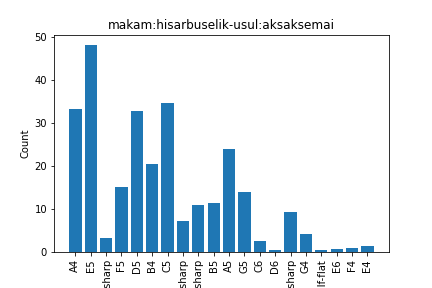 makam:hisarbuselik-usul:aksaksemai
Count
50
40
30
20
10
0
A4
E5
sharp
F5
D5
B4
C5
sharp
sharp
B5
A5
G5
C6
D6
sharp
G4
lf-flat
E6
F4
E4